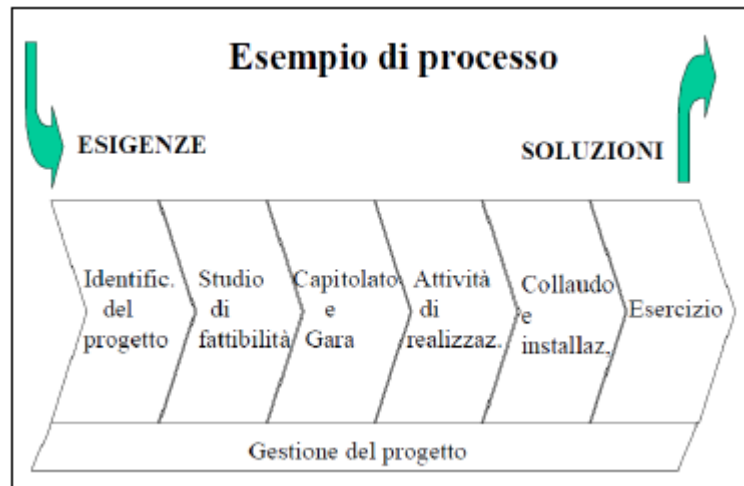 Esempio di processo
ESIGENZE
SOLUZIONI
Identific.
del
progetto
Studio
di
fattibilità
Capitolato
e
Gara
Attività
di
realizzaz.
Collaudo
e
installaz,
Esercizio
Gestione del progetto